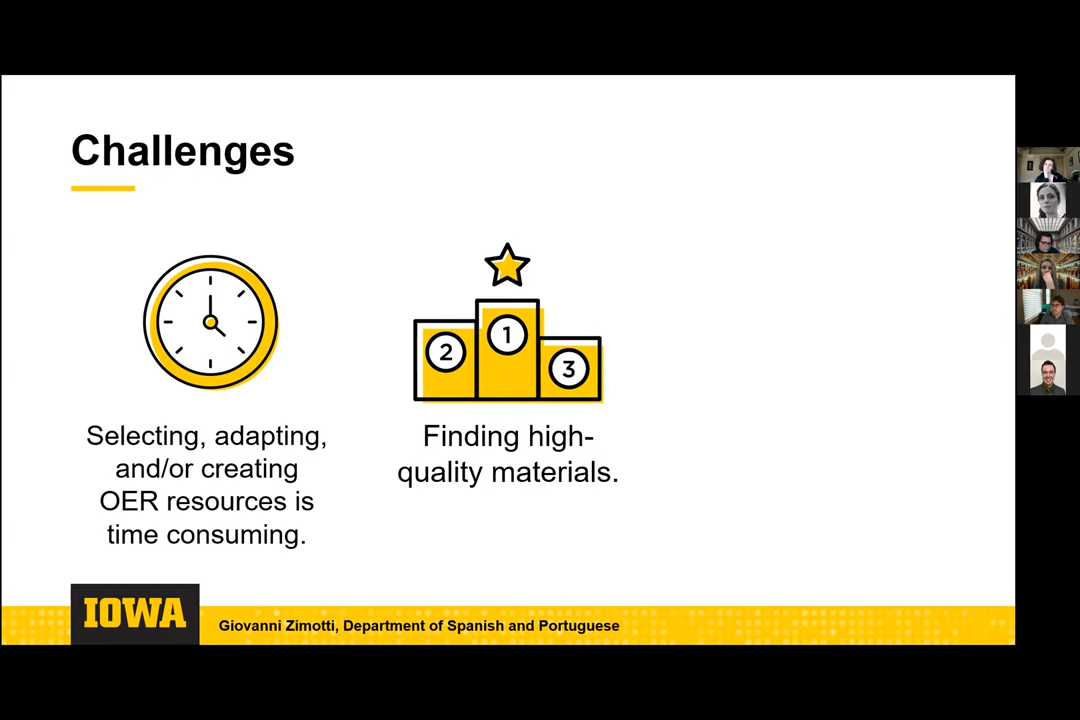 Challenges
2
1
3
Selecting, adapting,
and/or creating
OER resources is
time consuming.
Finding high-
quality materials.
IOWA
Giovanni Zimotti, Department of Spanish and Portuguese